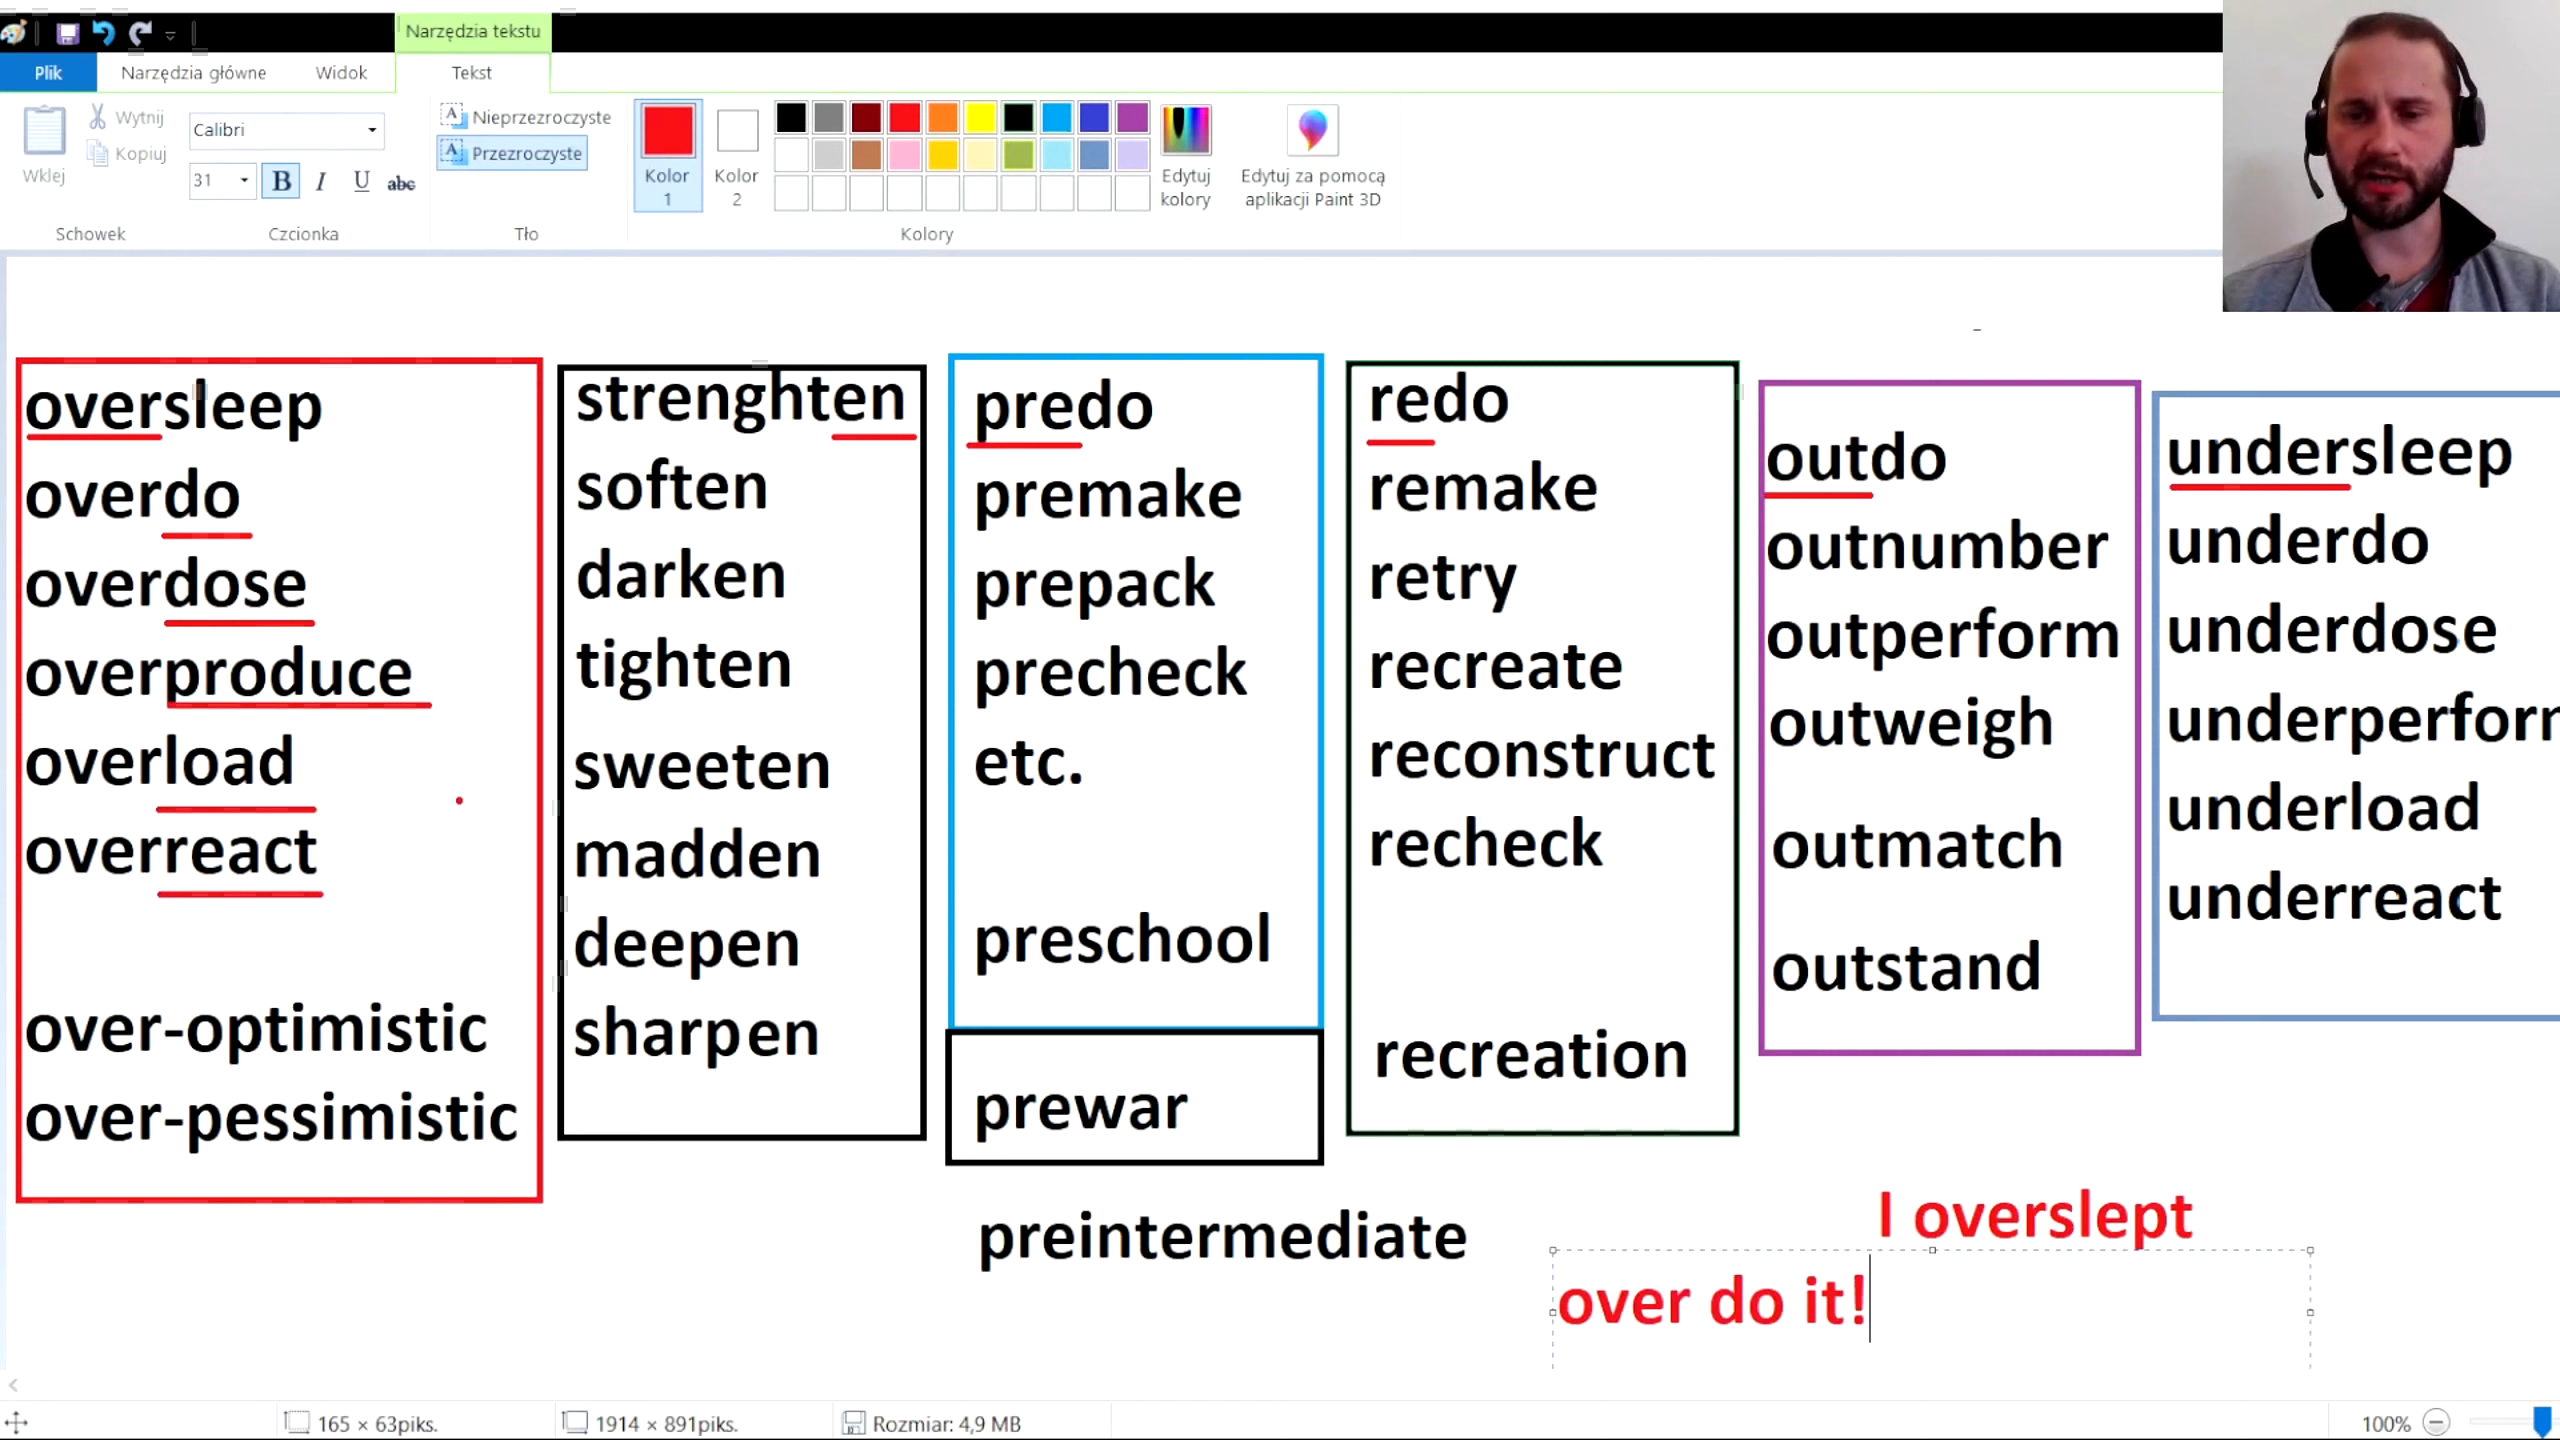 Narzędzia tekstu
Plik
Narzędzia główne
Widok
Tekst
Wklej
Wytnij
Kopiuj
Schowek
Calibri
31
B I U abc
Czcionka
A Nieprzezroczyste
A Przezroczyste
Tło
Kolor
1
Kolor
2
Kolory
Edytuj
kolory
Edytuj za pomocą
aplikacji Paint 3D
oversleep
overdo
overdose
overproduce
overload
overreact
over-optimistic
over-pessimistic
strenghten
soften
darken
tighten
sweeten
madden
deepen
sharpen
predo
premake
prepack
precheck
etc.
preschool
prewar
preintermediate
redo
remake
retry
recreate
reconstruct
recheck
recreation
outdo
outnumber
outperform
outweigh
outmatch
outstand
undersleep
underdo
underdose
underperfor
underload
underreact
I overslept
over do it!
165 × 63piks.
1914 × 891piks.
Rozmiar: 4,9 MB
100%